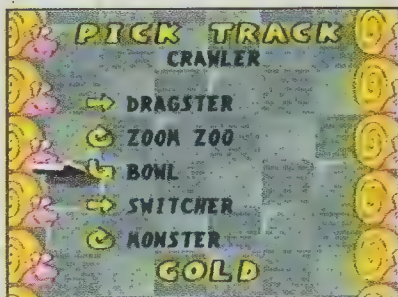 PICK TRACK
CRAWLER
DRAGSTER
ZOOM ZOO
BOWL
SWITCHER
MONSTER
GOLD